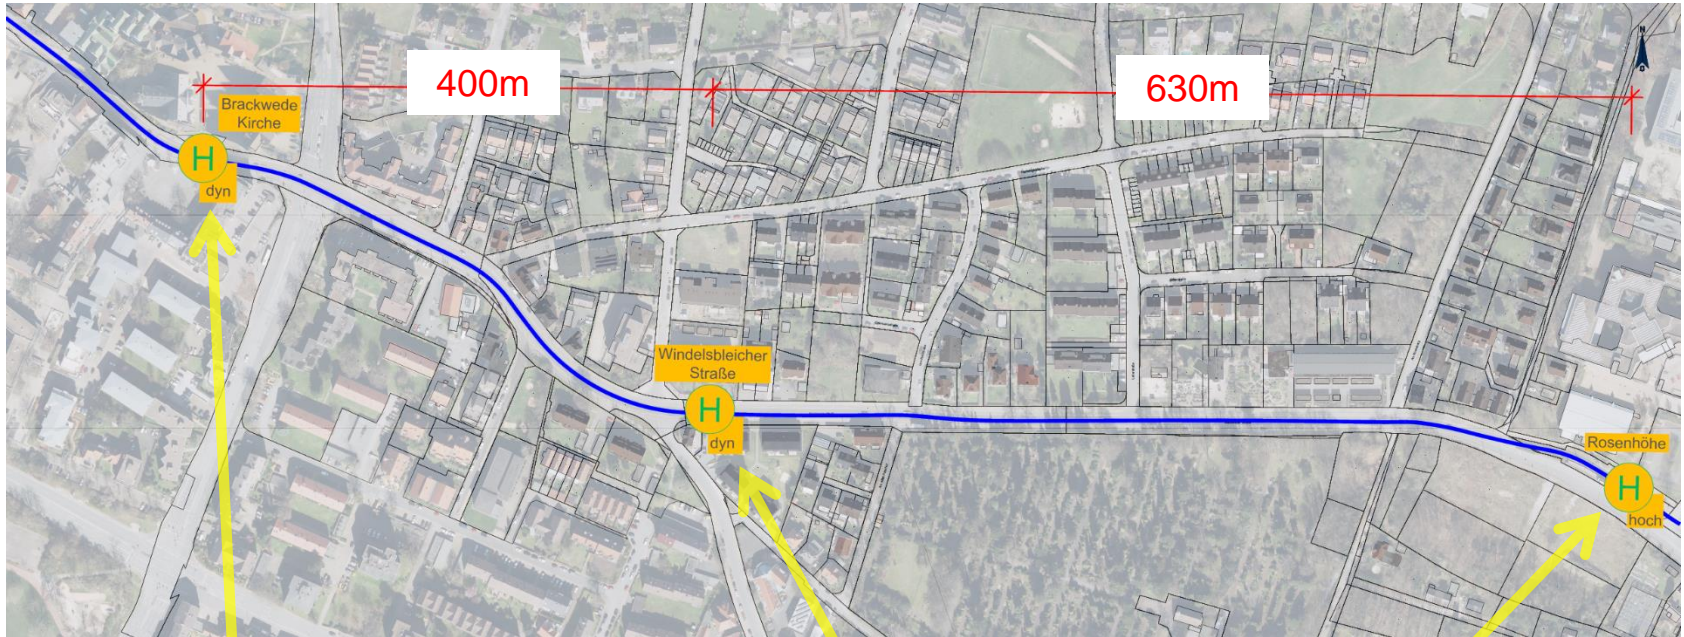 400m
630m
N
Brackwede
Kirche
H
dyn
Windelsbleicher
Straße
H
dyn
Rosenhöhe
H
hoch